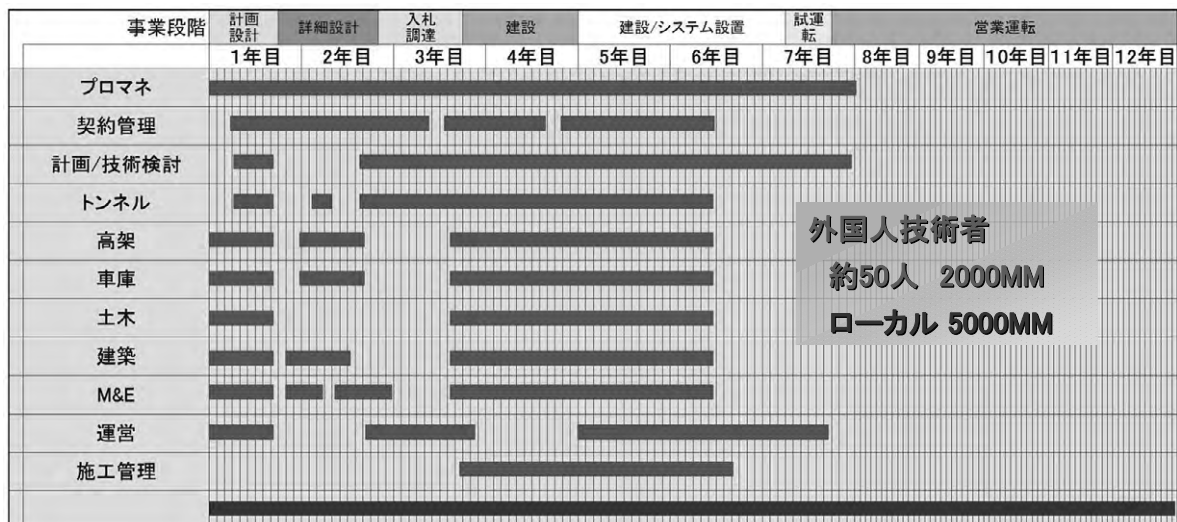 事業段階
計画
設計
詳細設計
入札
調達
建設
建設/システム設置
試運
転
営業運転
1年目 2年目 3年目 4年目 5年目 6年目 7年目 8年目 9年目 10年目 11年目 12年目
プロマネ
契約管理
計画/技術検討
トンネル
高架
車庫
土木
建築
M&E
運営
施工管理
外国人技術者
約50人 2000MM
ローカル 5000MM